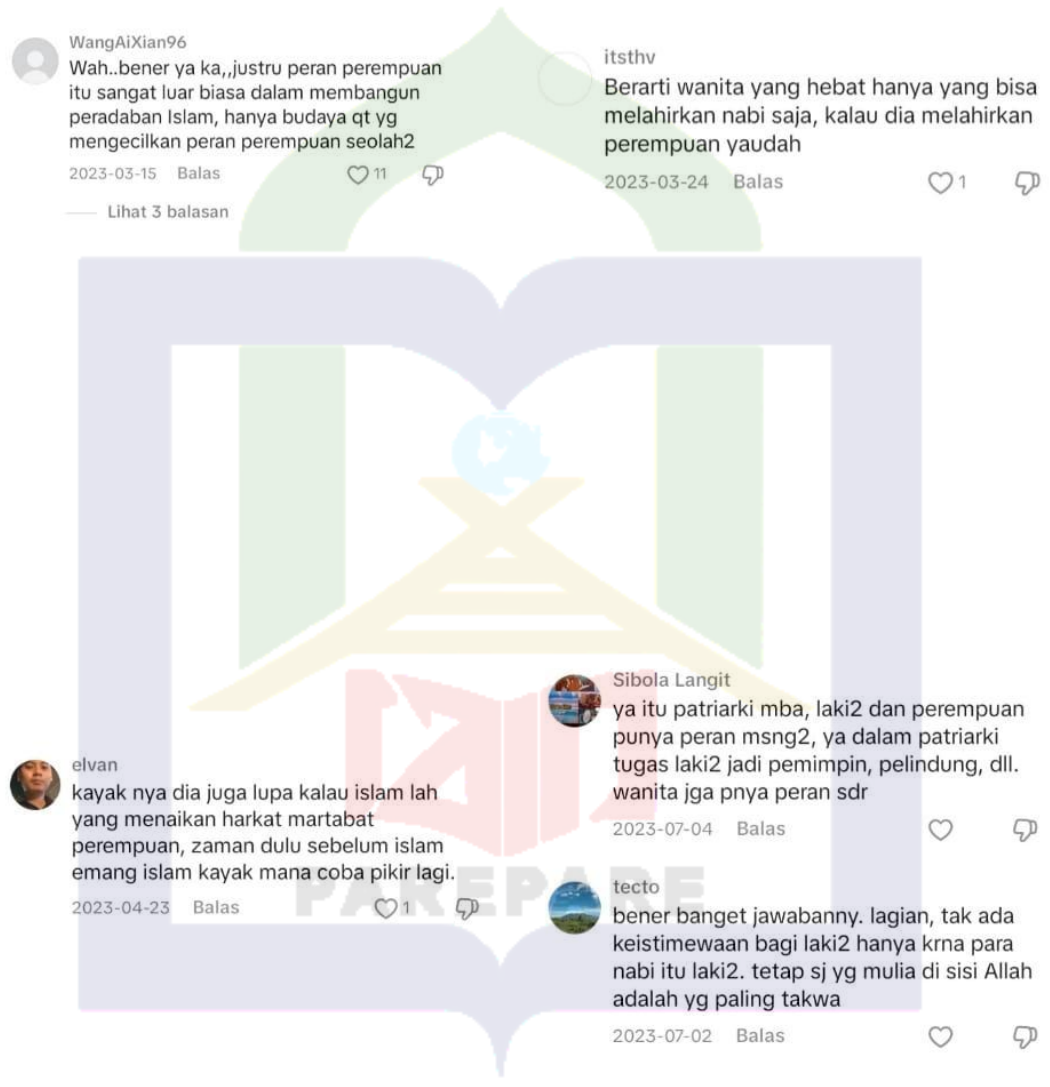 WangAiXian96
Wah..bener ya ka,,justru peran perempuan
itu sangat luar biasa dalam membangun
peradaban Islam, hanya budaya qt yg
mengecilkan peran perempuan seolah2
2023-03-15 Balas 11
Lihat 3 balasan
itsthv
Berarti wanita yang hebat hanya yang bisa
melahirkan nabi saja, kalau dia melahirkan
perempuan yaudah
2023-03-24 Balas 1
elvan
kayak nya dia juga lupa kalau islam lah
yang menaikan harkat martabat
perempuan, zaman dulu sebelum islam
emang islam kayak mana coba pikir lagi.
2023-04-23 Balas 1
Sibola Langit
ya itu patriarki mba, laki2 dan perempuan
punya peran msng2, ya dalam patriarki
tugas laki2 jadi pemimpin, pelindung, dll.
wanita jga pnya peran sdr
2023-07-04 Balas
tecto
bener banget jawabanny. lagian, tak ada
keistimewaan bagi laki2 hanya krna para
nabi itu laki2. tetap sj yg mulia di sisi Allah
adalah yg paling takwa
2023-07-02 Balas
PAREPARE